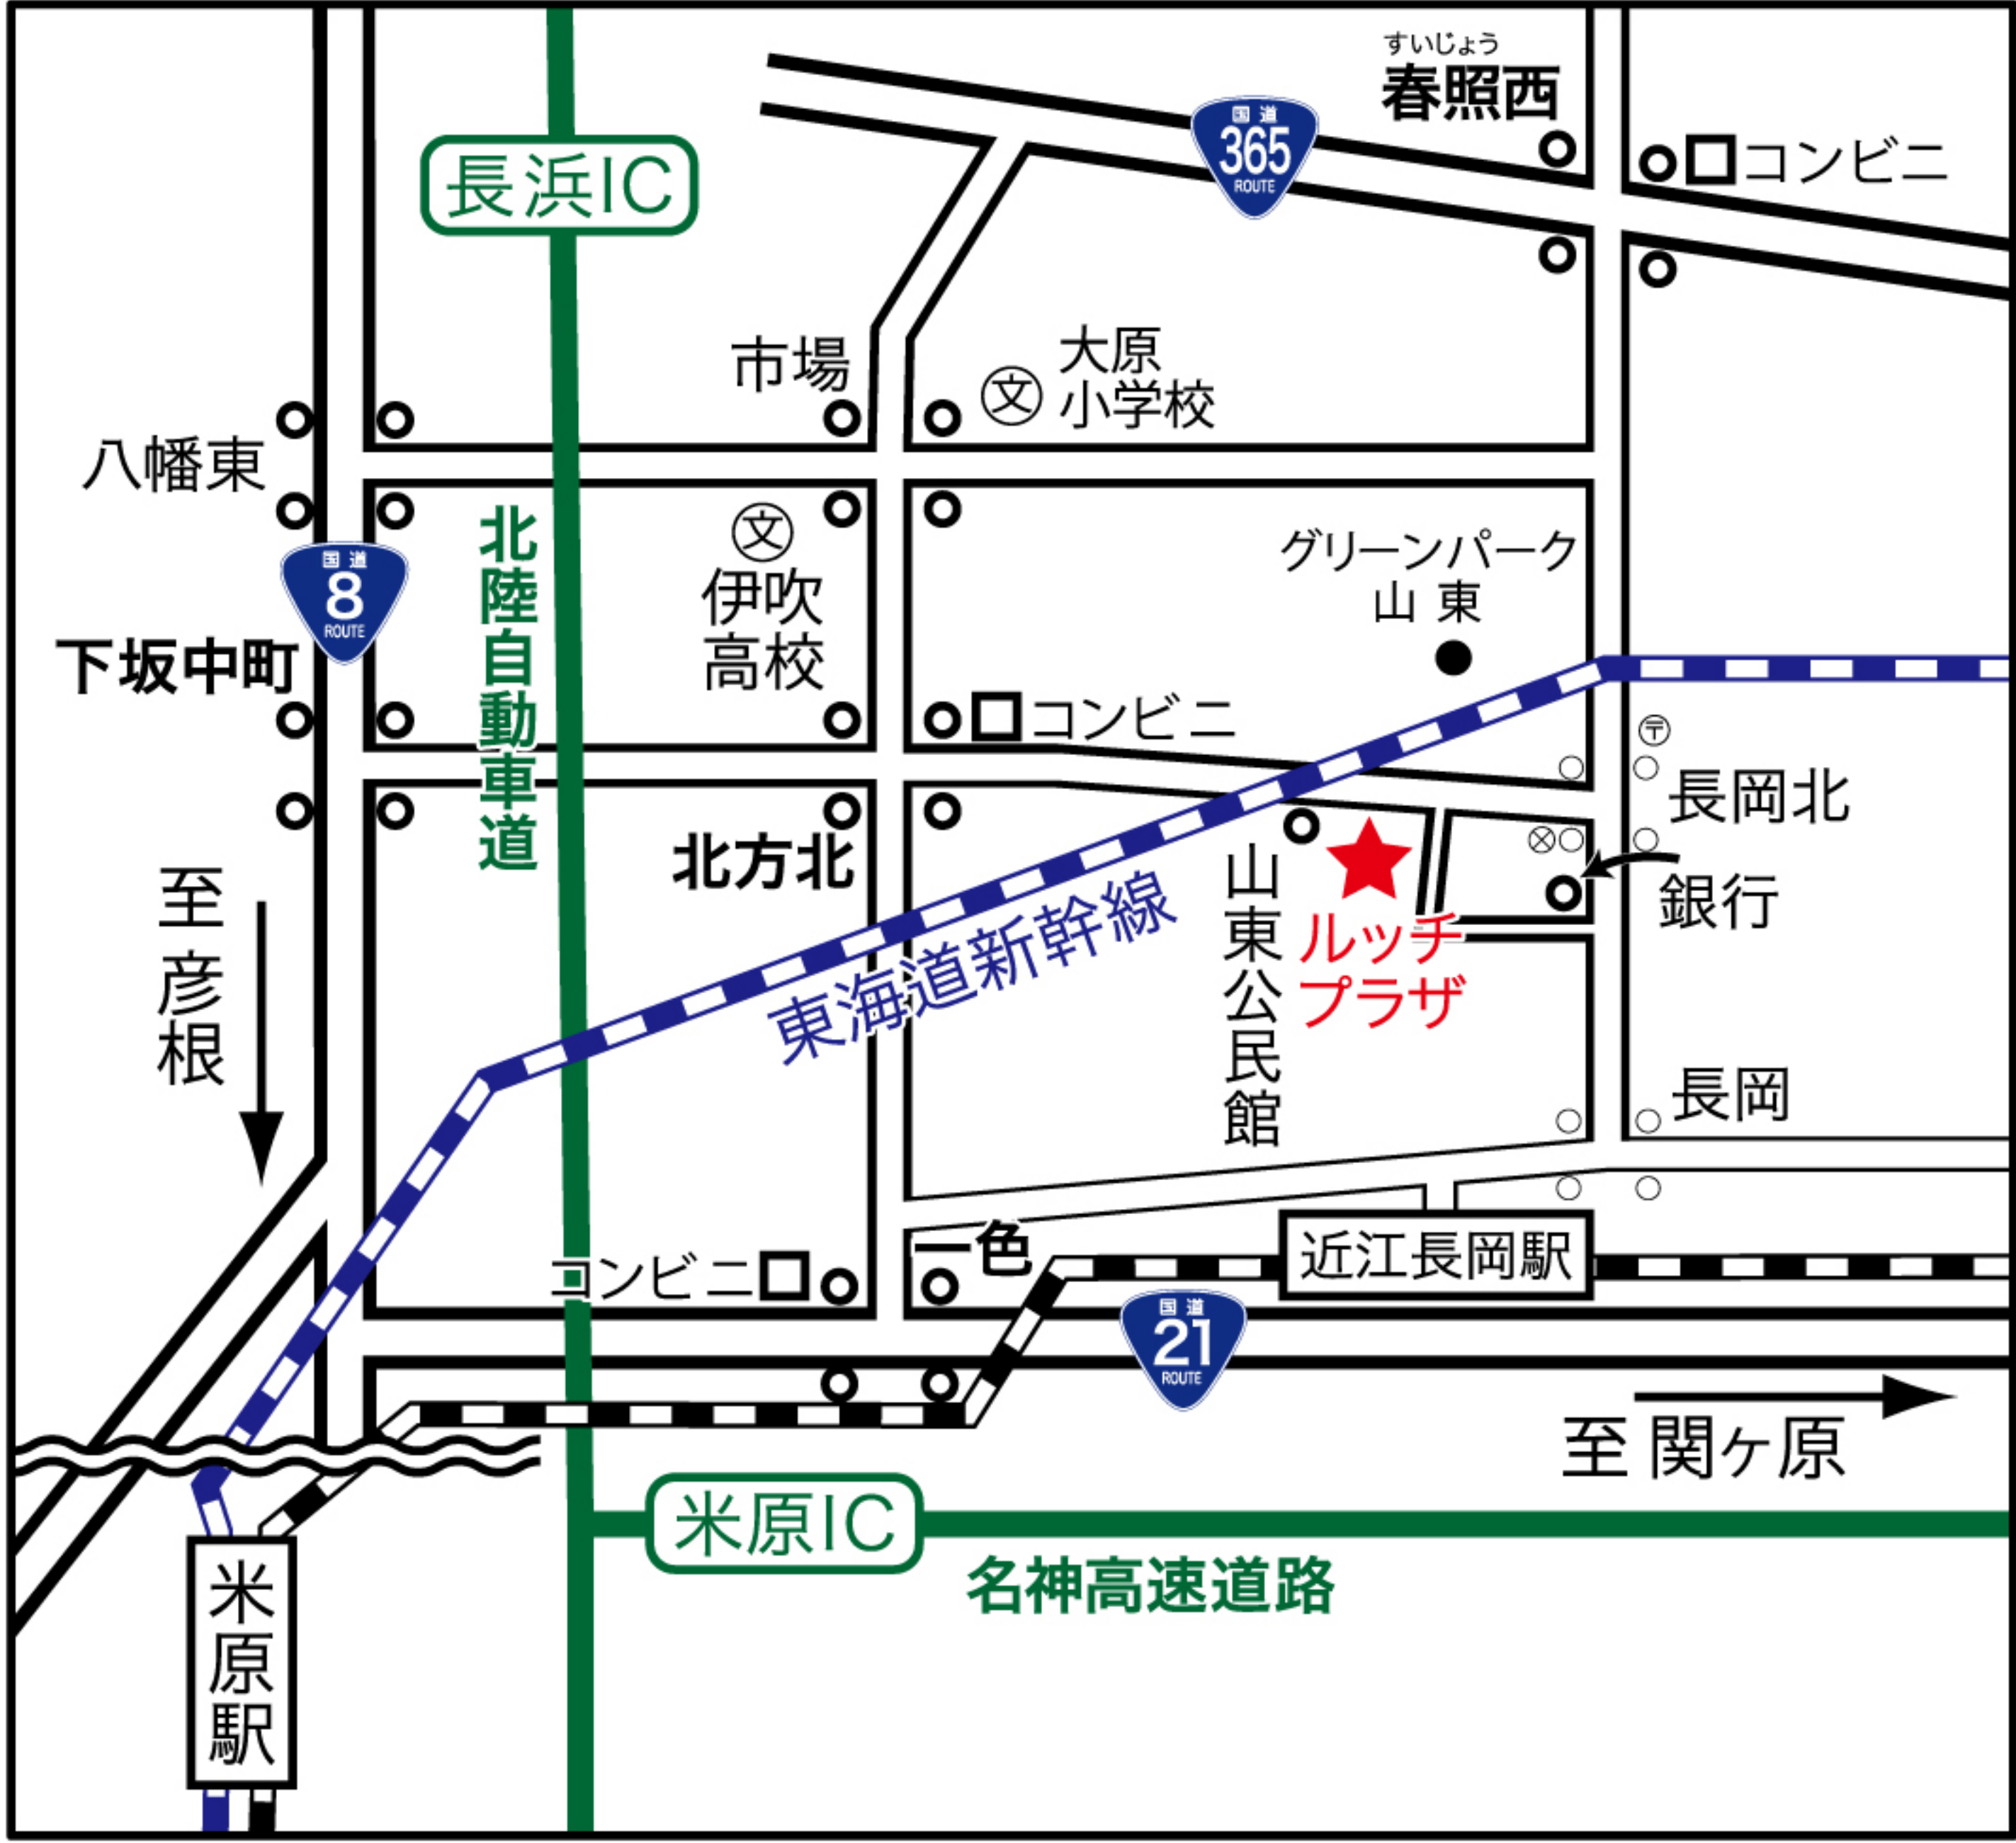 すいじょう
春照西
国道
365
ROUTE
コンビニ
長浜IC
市場
文
大原
小学校
八幡東
国道
8
ROUTE
北陸自動車道
文
伊吹
高校
グリーンパーク
山東
下坂中町
コンビニ
〒
長岡北
北方北
至彦根
東海道新幹線
山東公民館
ルッチ
プラザ
銀行
長岡
一色
コンビニ
近江長岡駅
国道
21
ROUTE
至関ヶ原
米原IC
名神高速道路
米原駅